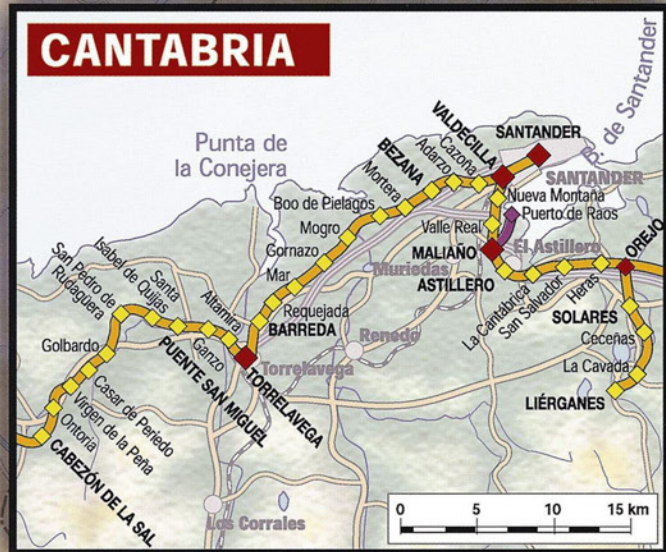 CANTABRIA
Punta de
la Conejera
B. de Santander
SANTANDER
VALDECILLA
SANTANDER
Cazoña
Adarzo
BEZANA
Mortera
Boo de Pielagos
Mogro
Gornazo
Mar
Requejada
BARREDA
Nueva Montaña
Puerto de Raos
Valle Real
MALIAÑO
El Astillero
ASTILLERO
Muriedas
La Cantábrica
San Salvador
Heras
OREJO
SOLARES
Ceceñas
La Cavada
LIÉRGANES
Renedo
Torrelavega
TORRELAVEGA
Altamira
Ganzo
PUENTE SAN MIGUEL
Santa
Isabel de Quijas
San Pedro de
Rudagüera
Golbardo
Casar de Periedo
Virgen de la Peña
Ontoria
CABEZÓN DE LA SAL
Los Corrales
0 5 10 15 km